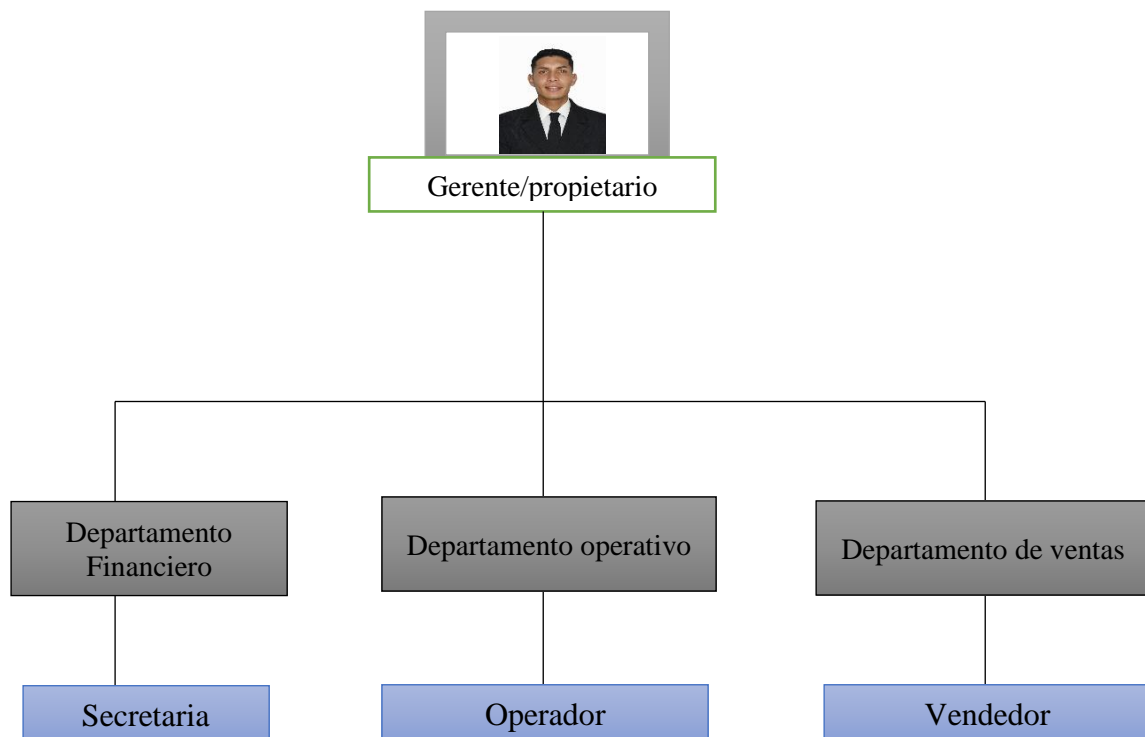 Gerente/propietario
Departamento
Financiero
Departamento operativo
Departamento de ventas
Secretaria
Operador
Vendedor